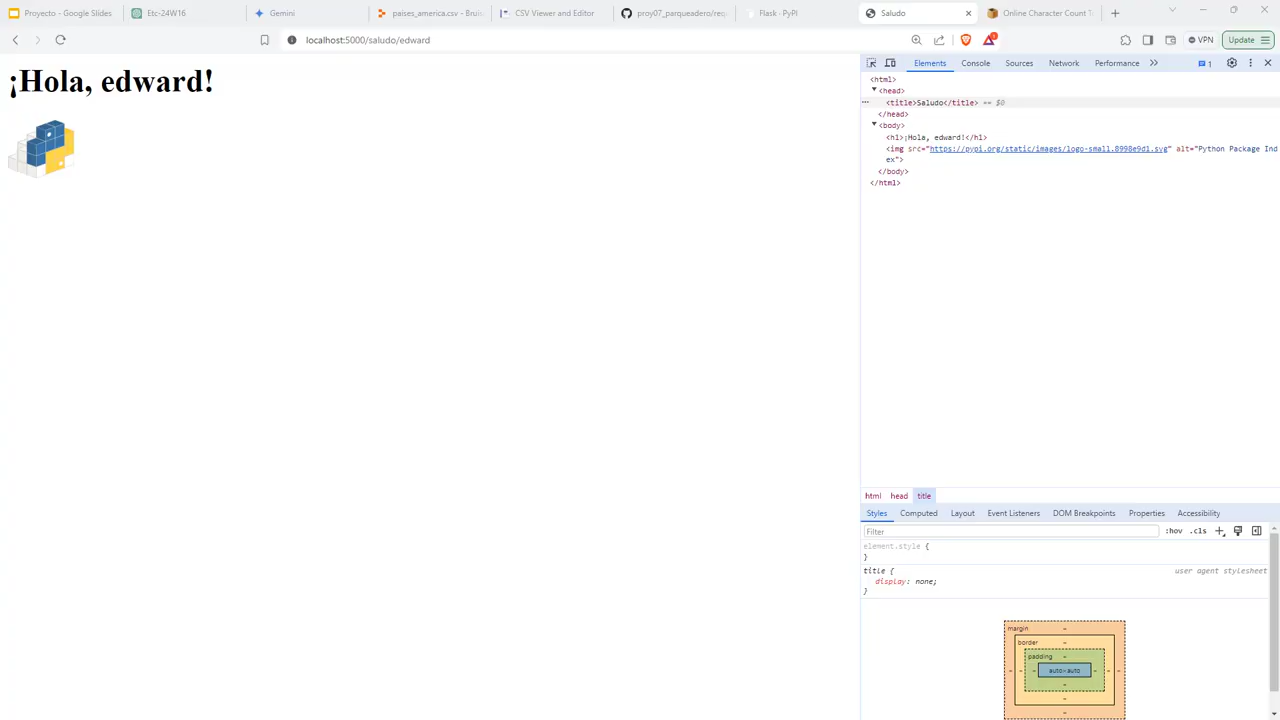 Proyecto - Google Slides
Etc-24W16
Gemini
paises_america.csv - Brui
CSV Viewer and Editor
proy07_parqueadero/req
Flask · PyPI
Saludo
Online Character Count T
localhost:5000/saludo/edward
VPN
Update
¡Hola, edward!
Elements
Console
Sources
Network
Performance
1
<html>
<head>
<title>Saludo</title> == $0
</head>
<body>
<h1>¡Hola, edward!</h1>
<img src="https://pypi.org/static/images/logo-small.8998e9d1.svg" alt="Python Package Ind
ex">
</body>
</html>
html head title
Styles
Computed
Layout
Event Listeners
DOM Breakpoints
Properties
Accessibility
Filter
:hov .cls
element.style {
}
title {
user agent stylesheet
display: none;
}
margin
border
padding
auto×auto